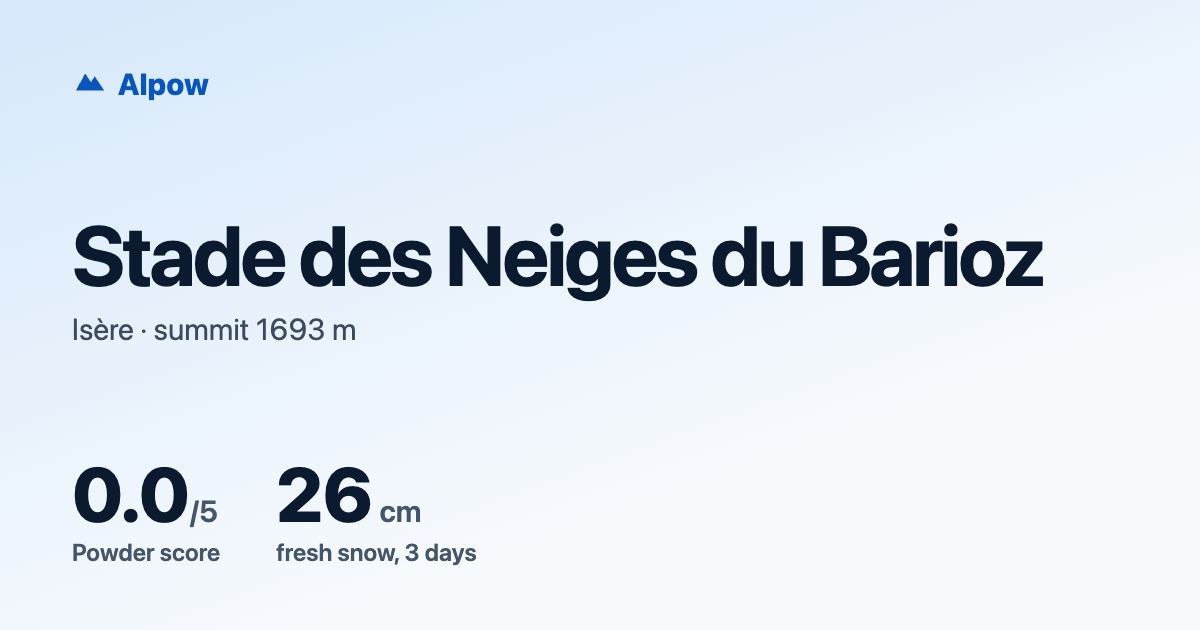 Alpow
Stade des Neiges du Barioz
Isère · summit 1693 m
0.0/5 26 cm
Powder score fresh snow, 3 days